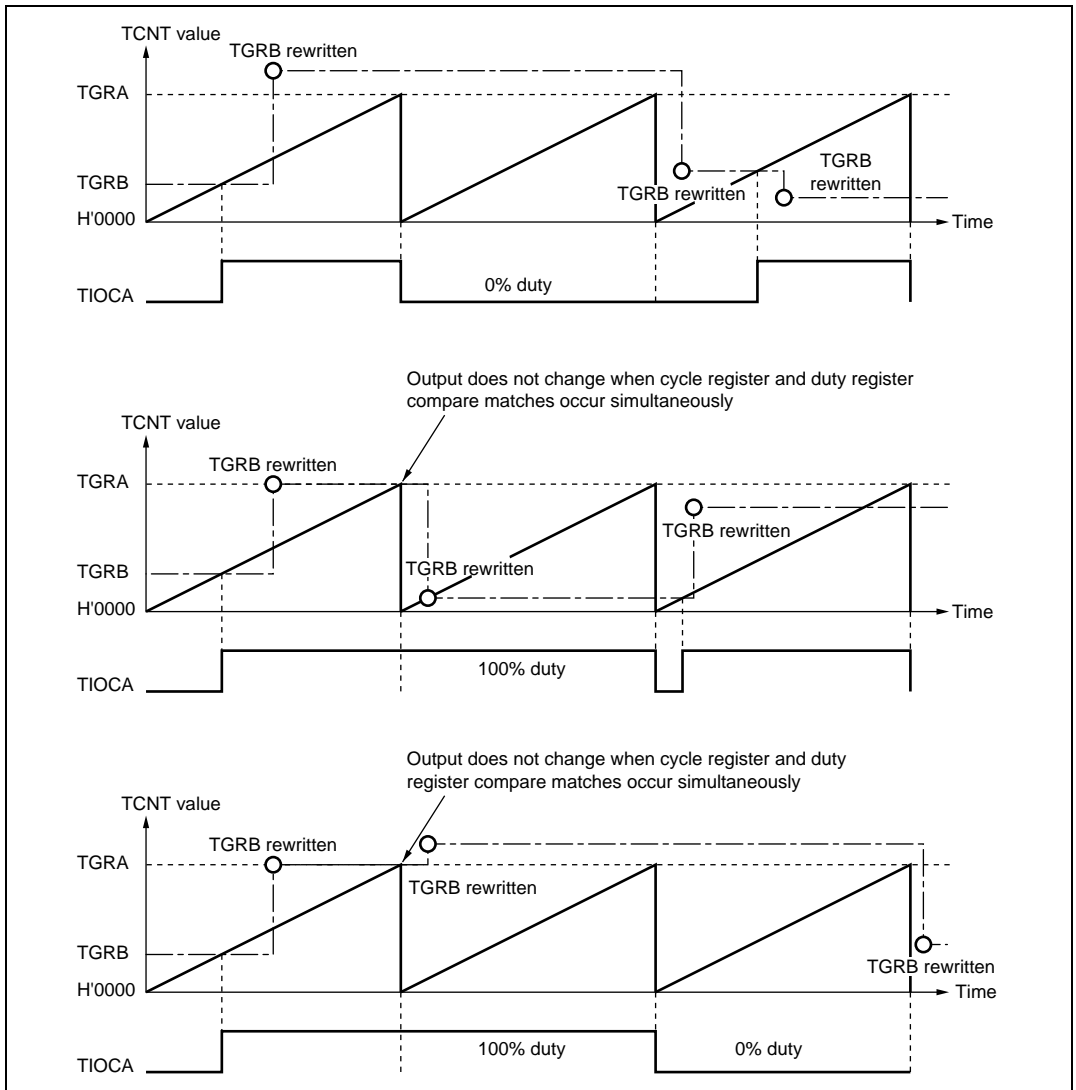 TCNT value
TGRB rewritten
TGRA
TGRB
rewritten
TGRB
TGRB rewritten
H'0000
Time
0% duty
TIOCA
Output does not change when cycle register and duty register
compare matches occur simultaneously
TCNT value
TGRB rewritten
TGRA
TGRB rewritten
TGRB rewritten
TGRB
H'0000
Time
100% duty
TIOCA
Output does not change when cycle register and duty
register compare matches occur simultaneously
TCNT value
TGRB rewritten
TGRA
TGRB rewritten
TGRB
TGRB rewritten
H'0000
Time
100% duty
0% duty
TIOCA